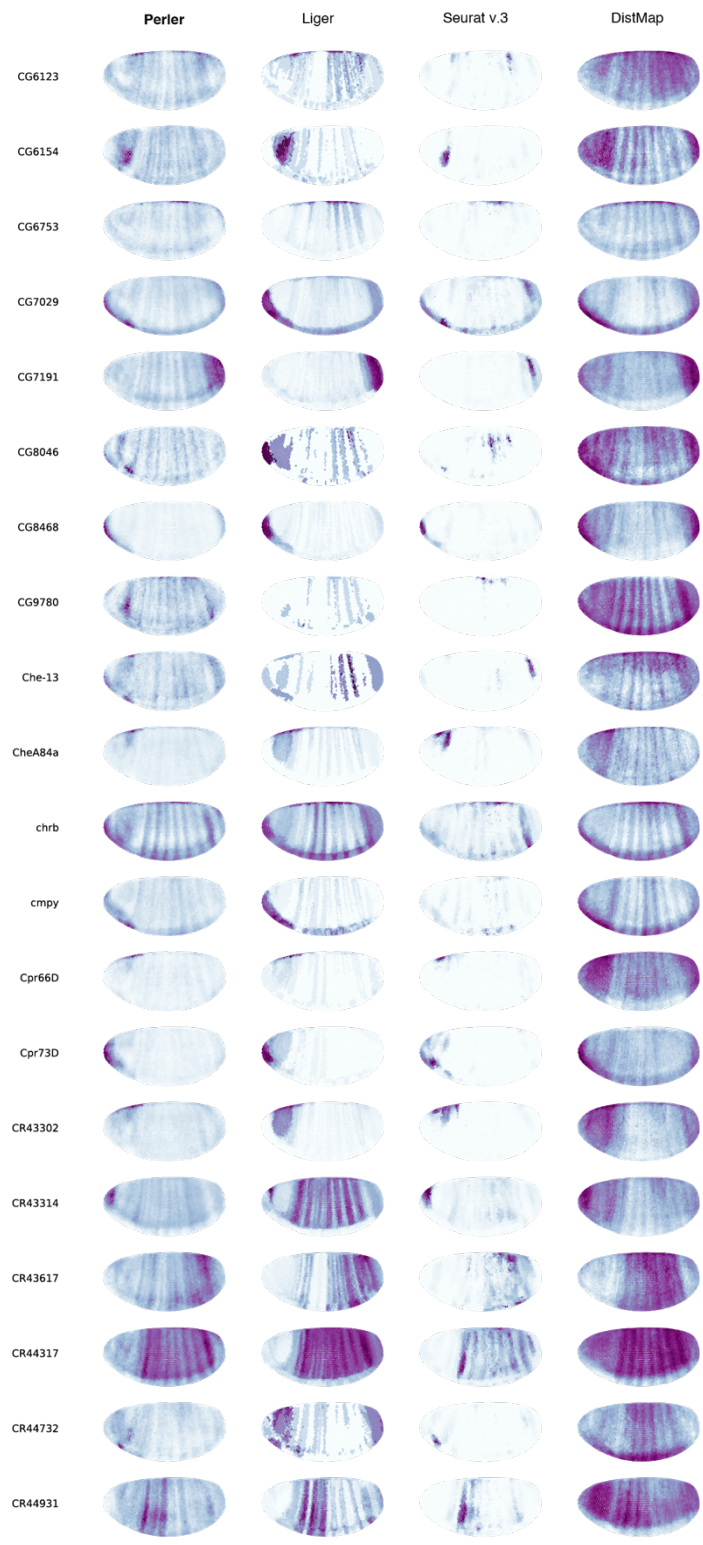 Perler Liger Seurat v.3 DistMap
CG6123
CG6154
CG6753
CG7029
CG7191
CG8046
CG8468
CG9780
Che-13
CheA84a
chrb
cmpy
Cpr66D
Cpr73D
CR43302
CR43314
CR43617
CR44317
CR44732
CR44931